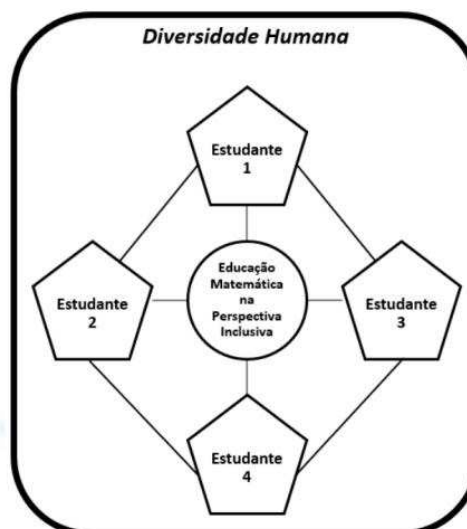 Diversidade Humana
Estudante
1
Educação
Matemática
na
Perspectiva
Inclusiva
Estudante
2
Estudante
3
Estudante
4